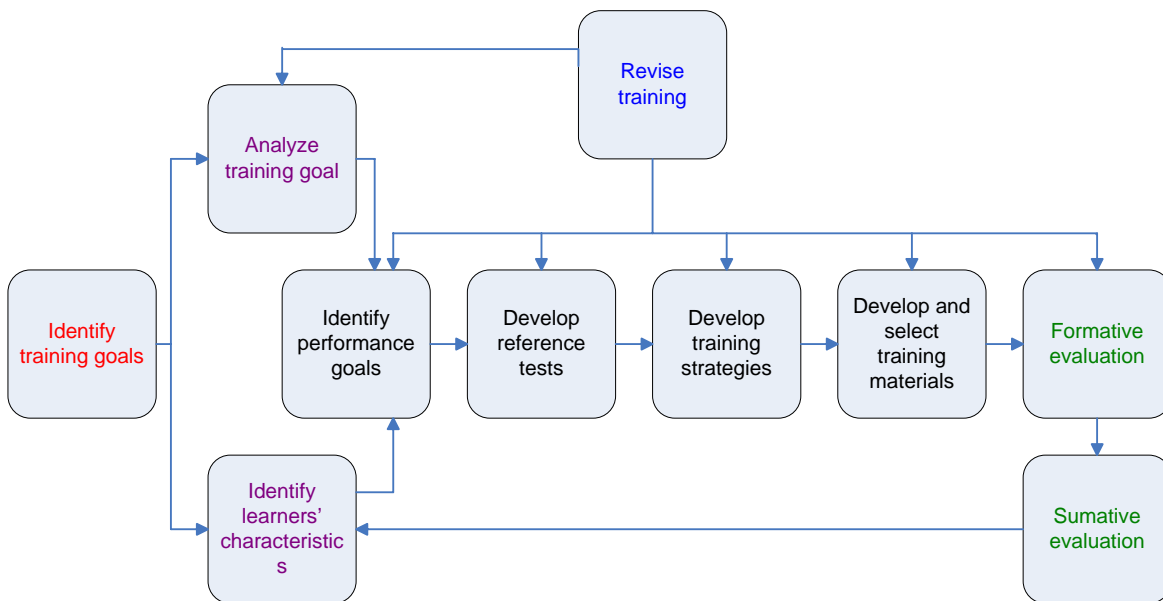 Revise
training
Analyze
training goal
Identify
training goals
Identify
performance
goals
Develop
reference
tests
Develop
training
strategies
Develop and
select
training
materials
Formative
evaluation
Identify
learners’
characteristic
s
Sumative
evaluation